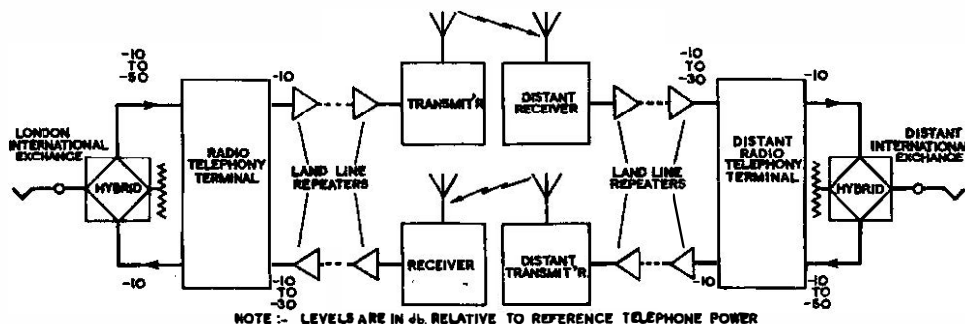 -10
TO
-50
LONDON
INTERNATIONAL
EXCHANGE
HYBRID
-10
RADIO
TELEPHONY
TERMINAL
-10
LAND LINE
REPEATERS
-10
TO
-30
TRANSMIT'R
RECEIVER
DISTANT
RECEIVER
DISTANT
TRANSMIT'R
-10
TO
-30
LAND LINE
REPEATERS
-10
DISTANT
RADIO
TELEPHONY
TERMINAL
-10
DISTANT
INTERNATIONAL
EXCHANGE
HYBRID
-10
TO
-50
NOTE :- LEVELS ARE IN db. RELATIVE TO REFERENCE TELEPHONE POWER